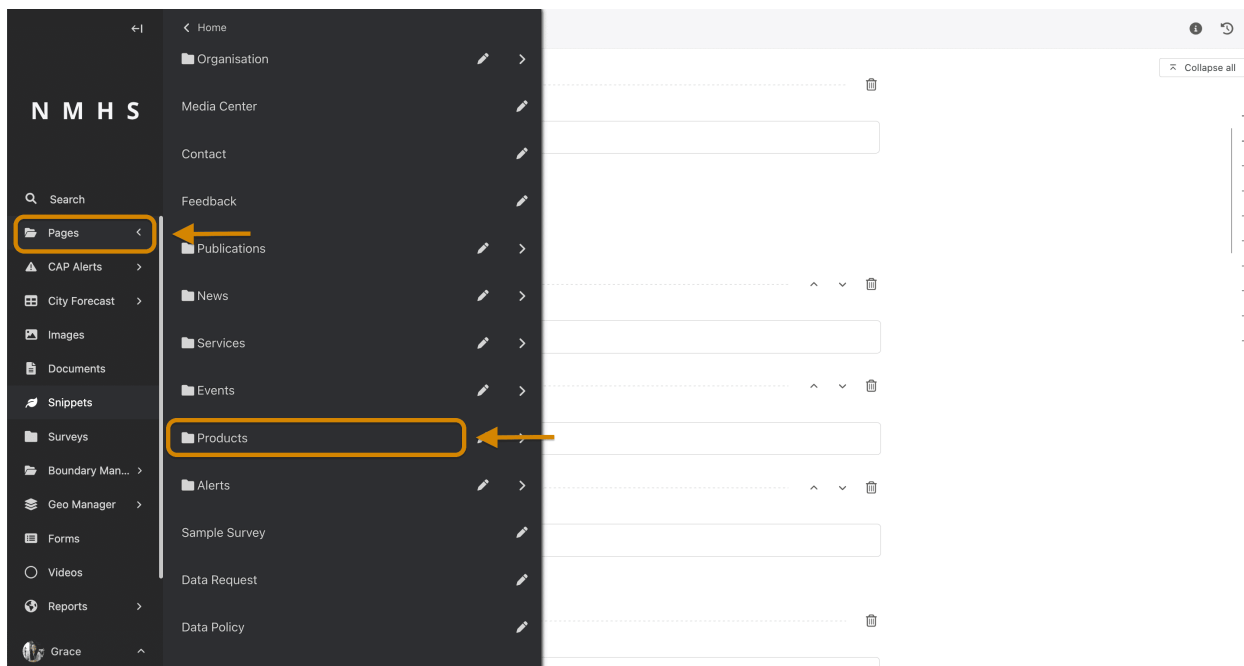 NMHS
Search
Pages
CAP Alerts
City Forecast
Images
Documents
Snippets
Surveys
Boundary Man...
Geo Manager
Forms
Videos
Reports
Grace
Home
Organisation
Media Center
Contact
Feedback
Publications
News
Services
Events
Products
Alerts
Sample Survey
Data Request
Data Policy
Collapse all